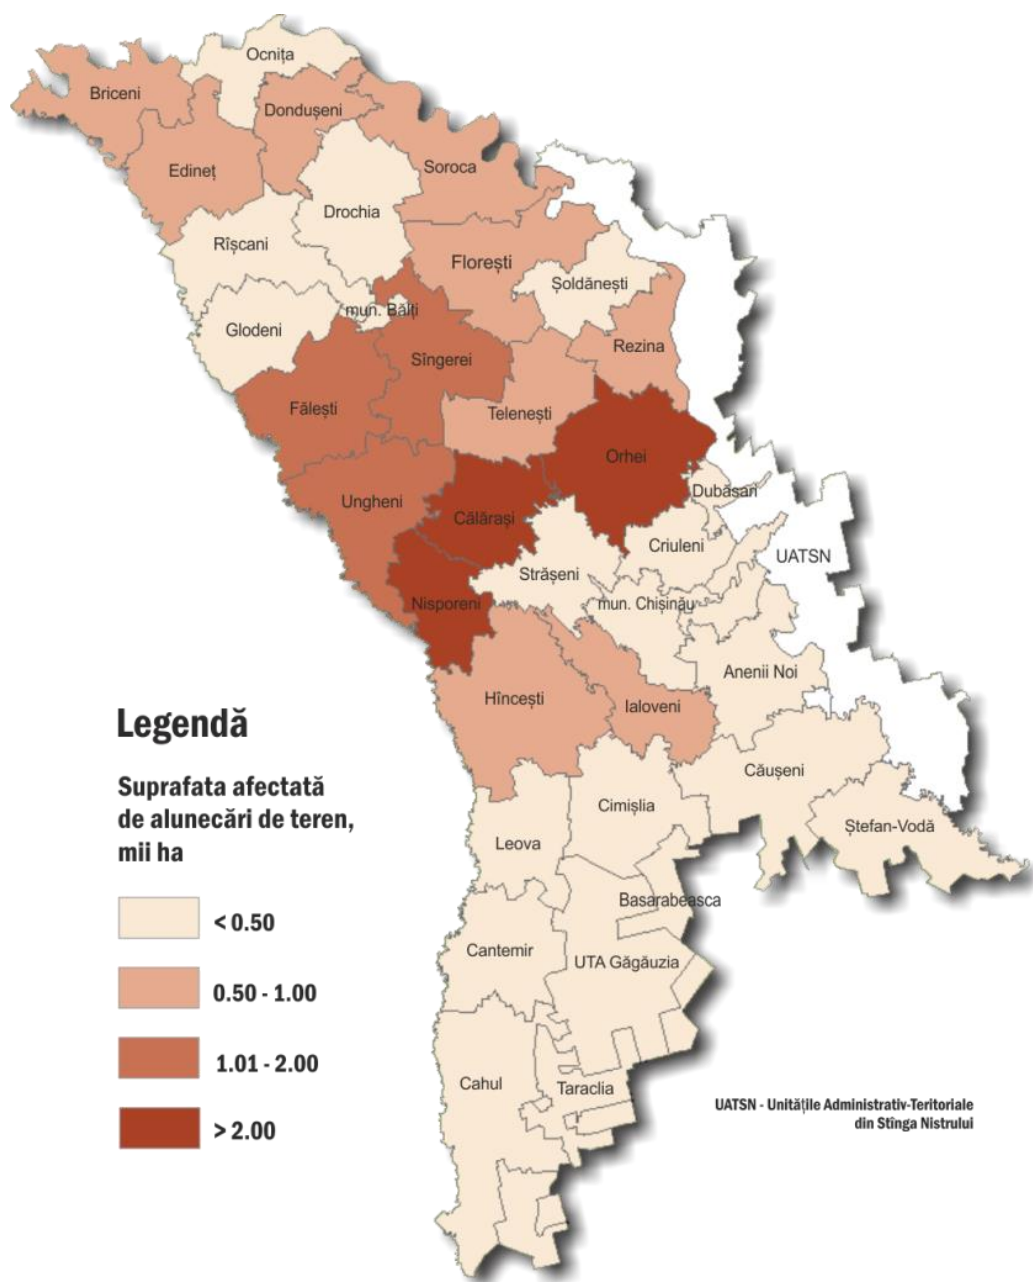 Ocnița
Briceni
Dondușeni
Edineț
Soroca
Drochia
Rîșcani
Florești
Șoldănești
mun. Bălți
Glodeni
Rezina
Sîngerei
Fălești
Telenești
Orhei
Dubăsari
Ungheni
Călărași
Criuleni
UATSN
Strășeni
Nisporeni
mun. Chișinău
Anenii Noi
Hîncești
Ialoveni
Căușeni
Cimișlia
Ștefan-Vodă
Leova
Basarabeasca
Cantemir
UTA Găgăuzia
Cahul
Taraclia
Legendă
Suprafata afectată
de alunecări de teren,
mii ha
< 0.50
0.50 - 1.00
1.01 - 2.00
> 2.00
UATSN - Unitățile Administrativ-Teritoriale
din Stînga Nistrului